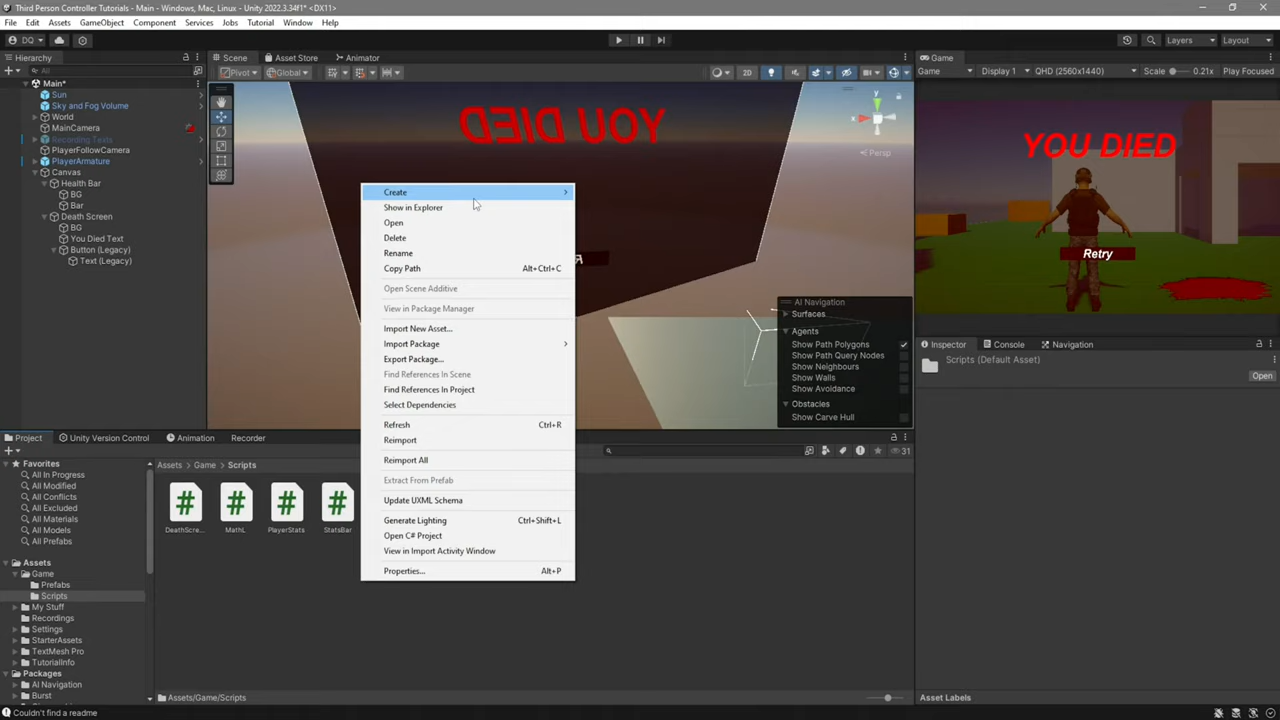 Third Person Controller Tutorials - Main - Windows, Mac, Linux - Unity 2022.3.34f1* <DX11>
File Edit Assets GameObject Component Services Jobs Tutorial Window Help
DQ
Layers Layout
Hierarchy
All
Main*
Sun
Sky and Fog Volume
World
MainCamera
Recording Tests
PlayerFollowCamera
PlayerArmature
Canvas
Health Bar
BG
Bar
Death Screen
BG
You Died Text
Button (Legacy)
Text (Legacy)
Scene Asset Store Animator
Pivot Global 2D
YOU DIED
R
y
Persp
AI Navigation
Surfaces
Agents
Show Path Polygons
Show Path Query Nodes
Show Neighbours
Show Walls
Show Avoidance
Obstacles
Show Carve Hull
Create
Show in Explorer
Open
Delete
Rename
Copy Path Alt+Ctrl+C
Open Scene Additive
View in Package Manager
Import New Asset...
Import Package
Export Package...
Find References In Scene
Find References In Project
Select Dependencies
Refresh Ctrl+R
Reimport
Reimport All
Extract From Prefab
Update UXML Schema
Generate Lighting Ctrl+Shift+L
Open C# Project
View in Import Activity Window
Properties... Alt+P
Game
Game Display 1 QHD (2560x1440) Scale 0.21x Play Focused
YOU DIED
Retry
Inspector Console Navigation
Scripts (Default Asset)
Open
Asset Labels
Project Unity Version Control Animation Recorder
31
Favorites
All In Progress
All Modified
All Conflicts
All Excluded
All Materials
All Models
All Prefabs
Assets
Game
Prefabs
Scripts
My Stuff
Recordings
Settings
StarterAssets
TextMesh Pro
TutorialInfo
Packages
AI Navigation
Burst
Assets > Game > Scripts
# # # #
DeathScre... MathL PlayerStats StatsBar
Assets/Game/Scripts
Couldn't find a readme